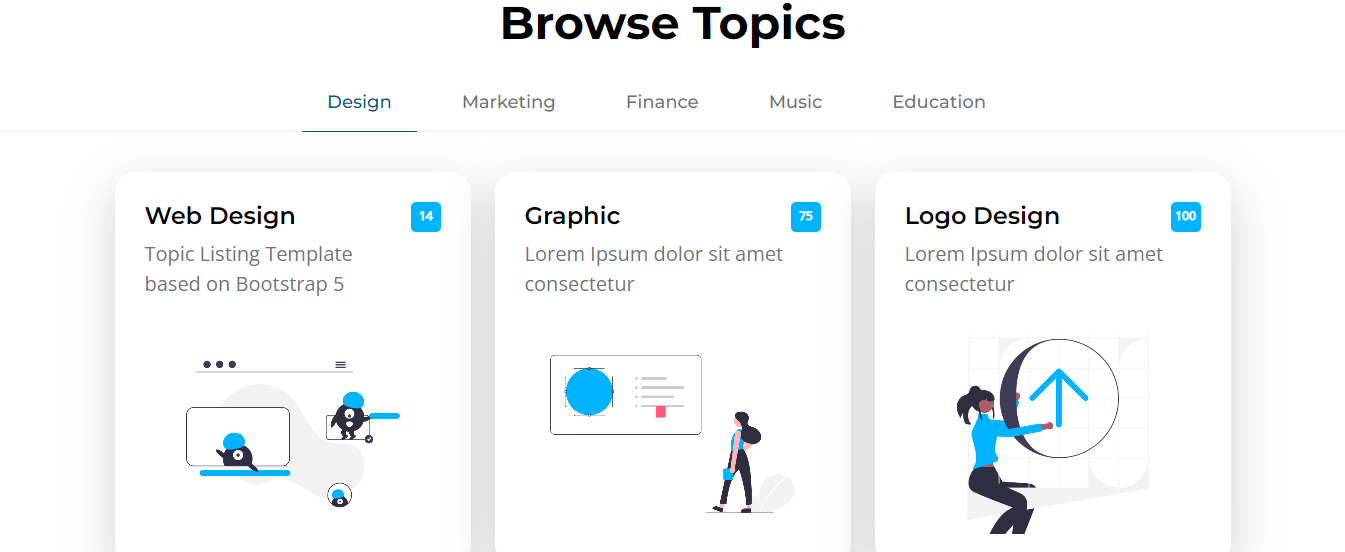 Browse Topics
Design Marketing Finance Music Education
Web Design 14
Topic Listing Template
based on Bootstrap 5
Graphic 75
Lorem Ipsum dolor sit amet
consectetur
Logo Design 100
Lorem Ipsum dolor sit amet
consectetur